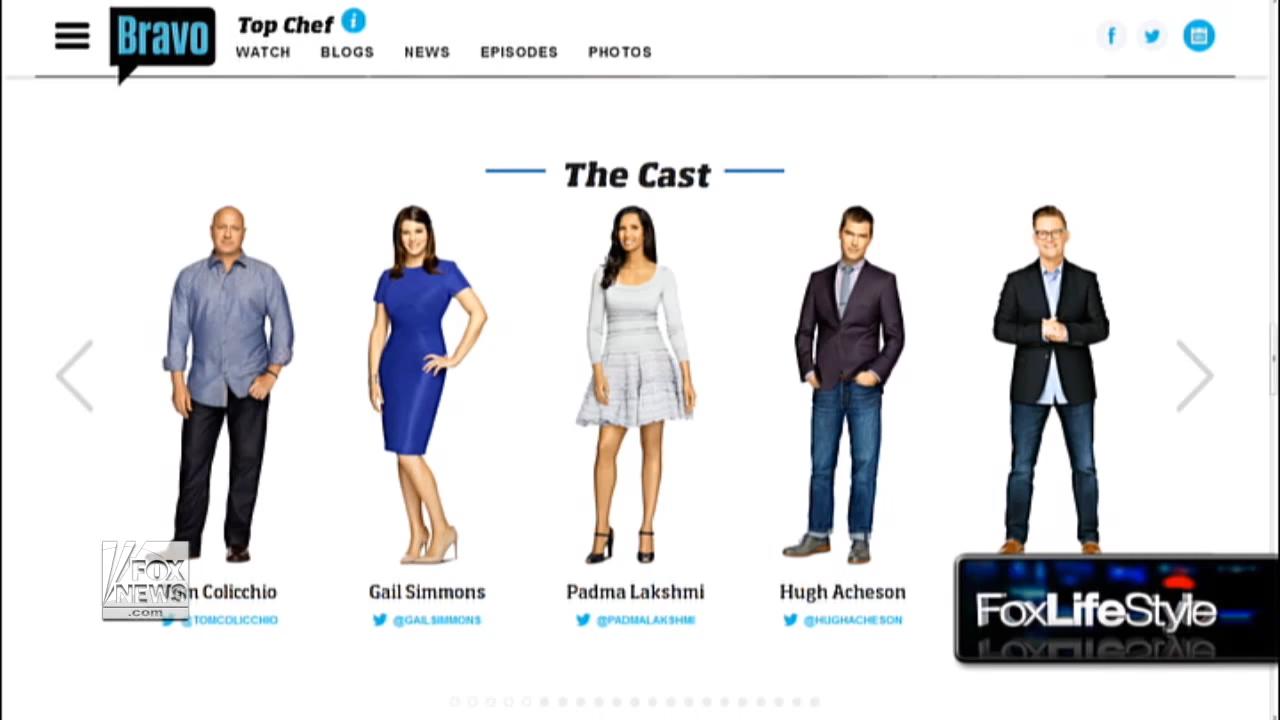 Bravo
Top Chef i
WATCH BLOGS NEWS EPISODES PHOTOS
The Cast
m Colicchio
Gail Simmons
Padma Lakshmi
Hugh Acheson
@TOMCOLICCHIO
@GAILSIMMONS
@PADMALAKSHMI
@HUGHACHESON
FOX
NEWS
.com
FoxLifeStyle